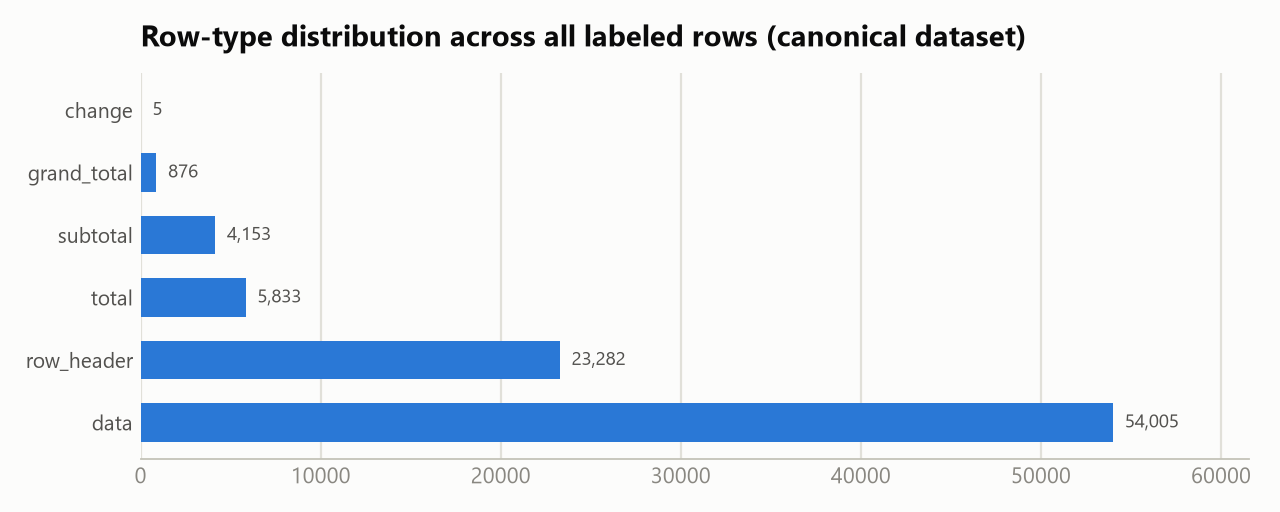 Row-type distribution across all labeled rows (canonical dataset)
change 5
grand_total 876
subtotal 4,153
total 5,833
row_header 23,282
data 54,005
0 10000 20000 30000 40000 50000 60000